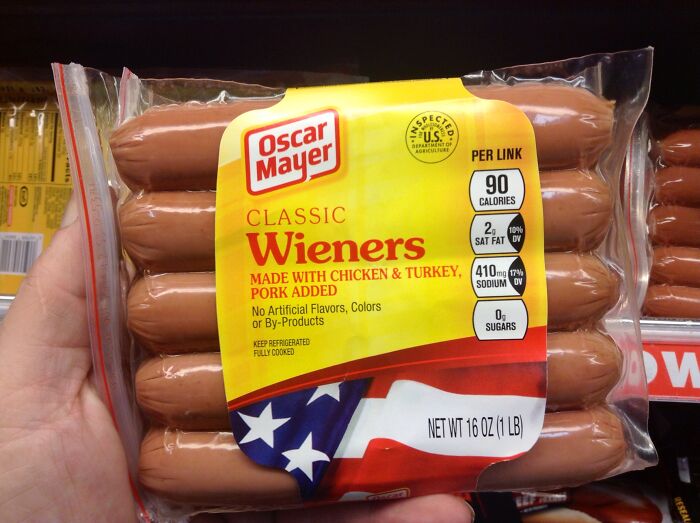 Oscar
Mayer
INSPECTED
U.S.
DEPARTMENT OF
AGRICULTURE
CLASSIC
Wieners
MADE WITH CHICKEN & TURKEY,
PORK ADDED
No Artificial Flavors, Colors
or By-Products
KEEP REFRIGERATED
FULLY COOKED
PER LINK
90
CALORIES
2g 10%
SAT FAT DV
410mg 17%
SODIUM DV
0g
SUGARS
NET WT 16 OZ (1 LB)
OW